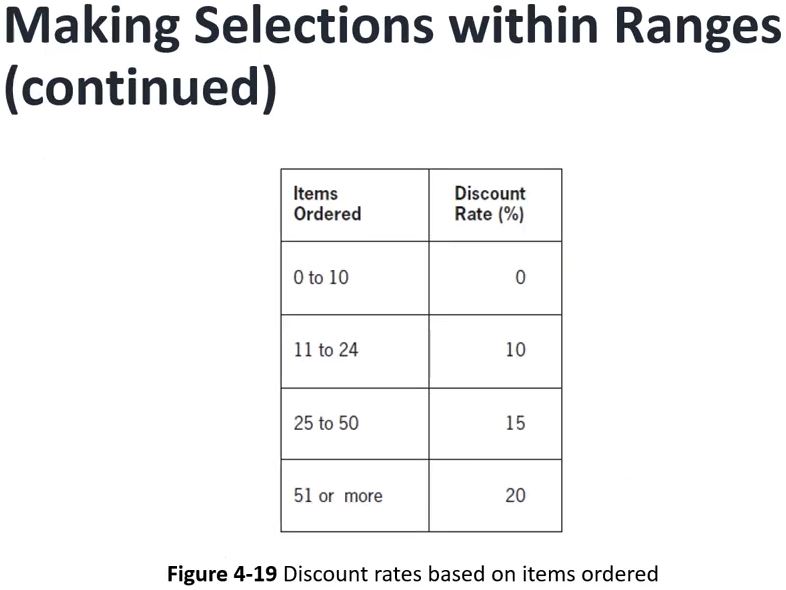 Making Selections within Ranges
(continued)
Items
Ordered
Discount
Rate (%)
0 to 10
0
11 to 24
10
25 to 50
15
51 or more
20
Figure 4-19 Discount rates based on items ordered